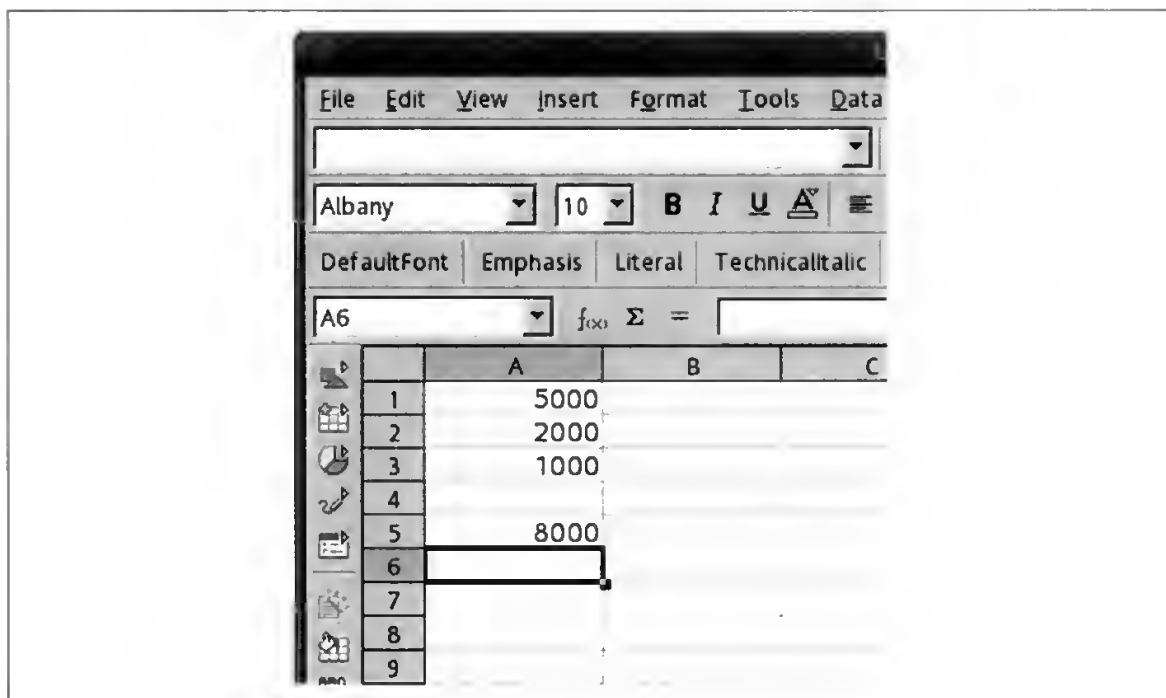 File Edit View Insert Format Tools Data
Albany 10 B I U A
DefaultFont Emphasis Literal TechnicalItalic
A6 f(x) Σ =
A B C
1 5000
2 2000
3 1000
4
5 8000
6
7
8
9